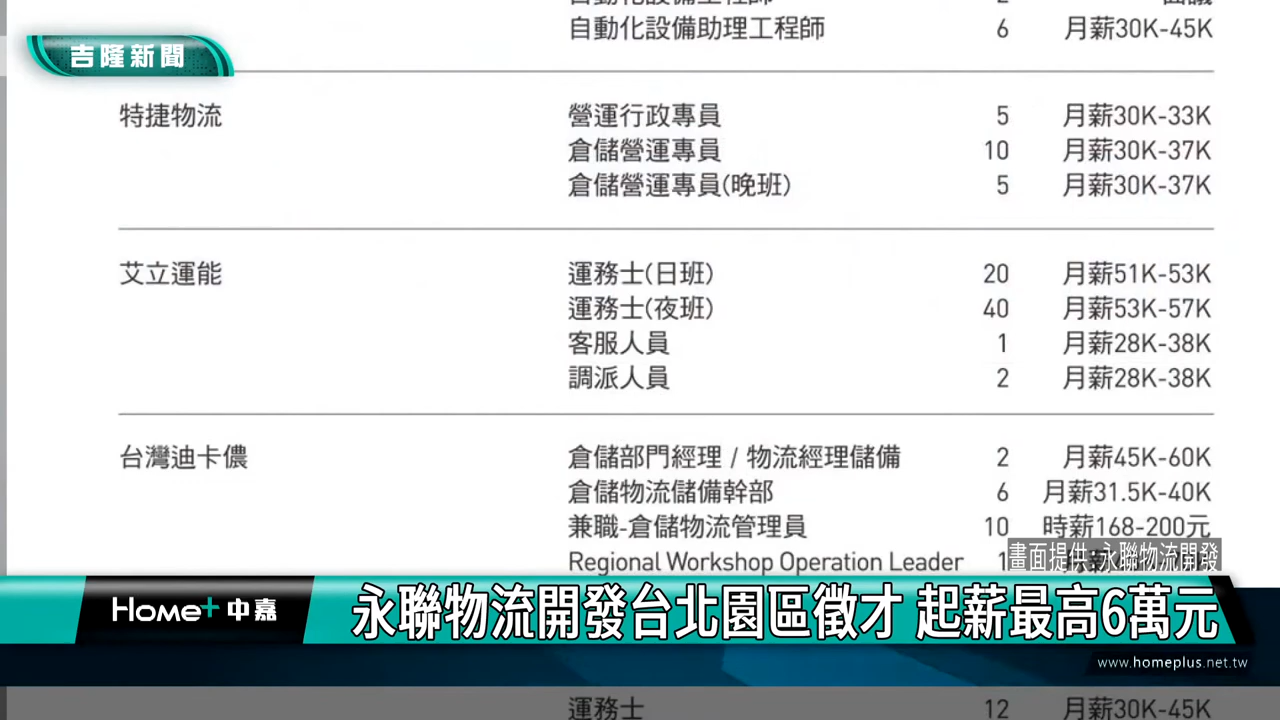 自動化設備助理工程師 6 月薪30K-45K
吉隆新聞
特捷物流 營運行政專員 5 月薪30K-33K
倉儲營運專員 10 月薪30K-37K
倉儲營運專員(晚班) 5 月薪30K-37K
艾立運能 運務士(日班) 20 月薪51K-53K
運務士(夜班) 40 月薪53K-57K
客服人員 1 月薪28K-38K
調派人員 2 月薪28K-38K
台灣迪卡儂 倉儲部門經理 / 物流經理儲備 2 月薪45K-60K
倉儲物流儲備幹部 6 月薪31.5K-40K
兼職-倉儲物流管理員 10 時薪168-200元
Regional Workshop Operation Leader 1
畫面提供:永聯物流開發
Home+中嘉 永聯物流開發台北園區徵才 起薪最高6萬元
www.homeplus.net.tw
運務士 12 月薪30K-45K